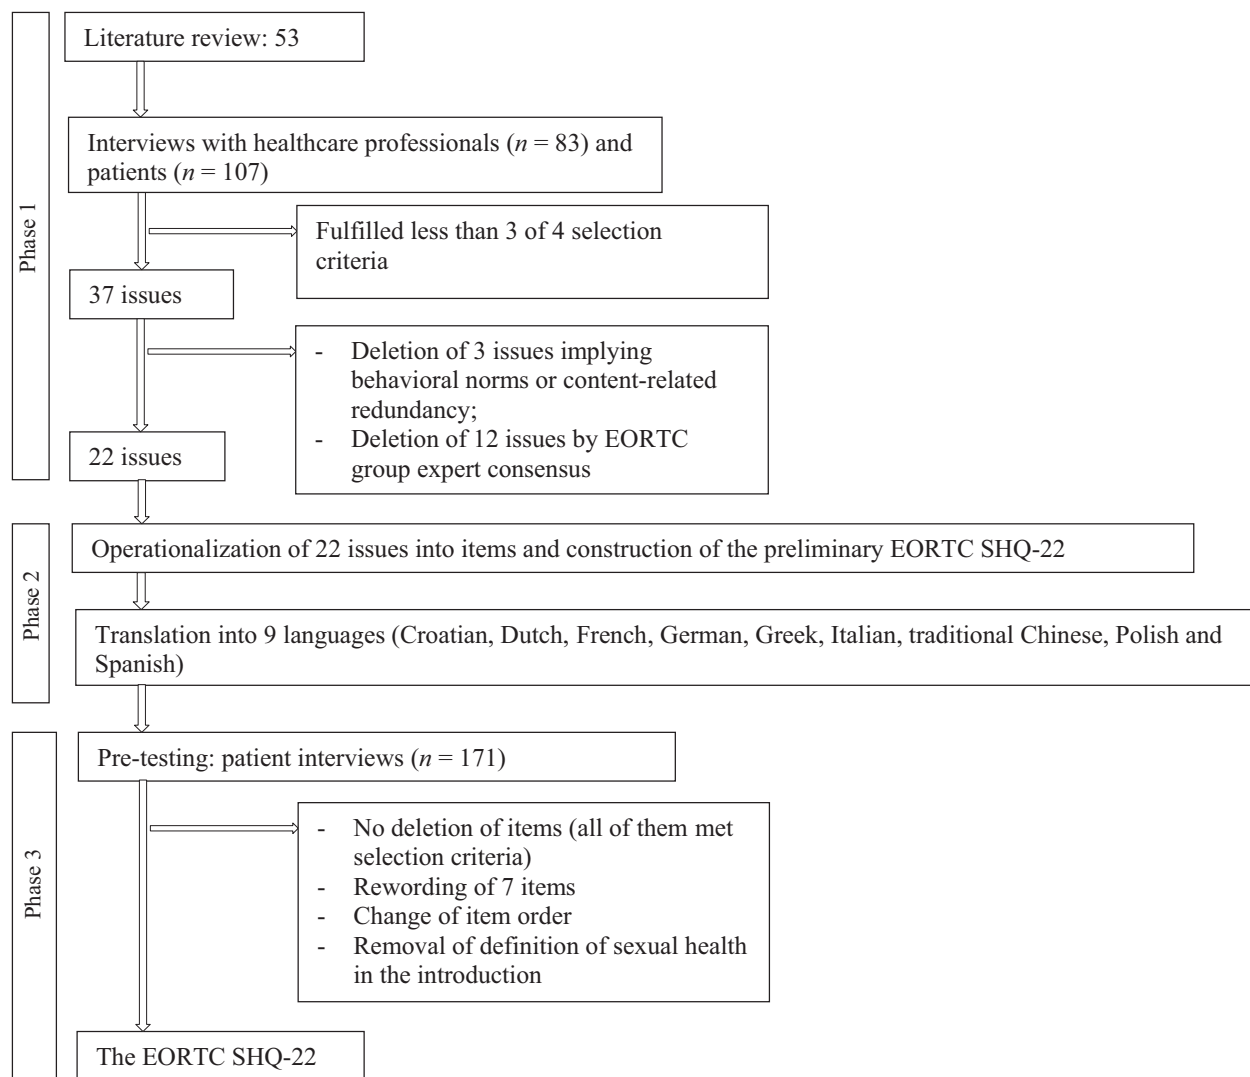 Phase 1
Literature review: 53
Interviews with healthcare professionals (n = 83) and
patients (n = 107)
Fulfilled less than 3 of 4 selection
criteria
37 issues
- Deletion of 3 issues implying
behavioral norms or content-related
redundancy;
- Deletion of 12 issues by EORTC
group expert consensus
22 issues
Phase 2
Operationalization of 22 issues into items and construction of the preliminary EORTC SHQ-22
Translation into 9 languages (Croatian, Dutch, French, German, Greek, Italian, traditional Chinese, Polish and
Spanish)
Phase 3
Pre-testing: patient interviews (n = 171)
- No deletion of items (all of them met
selection criteria)
- Rewording of 7 items
- Change of item order
- Removal of definition of sexual health
in the introduction
The EORTC SHQ-22